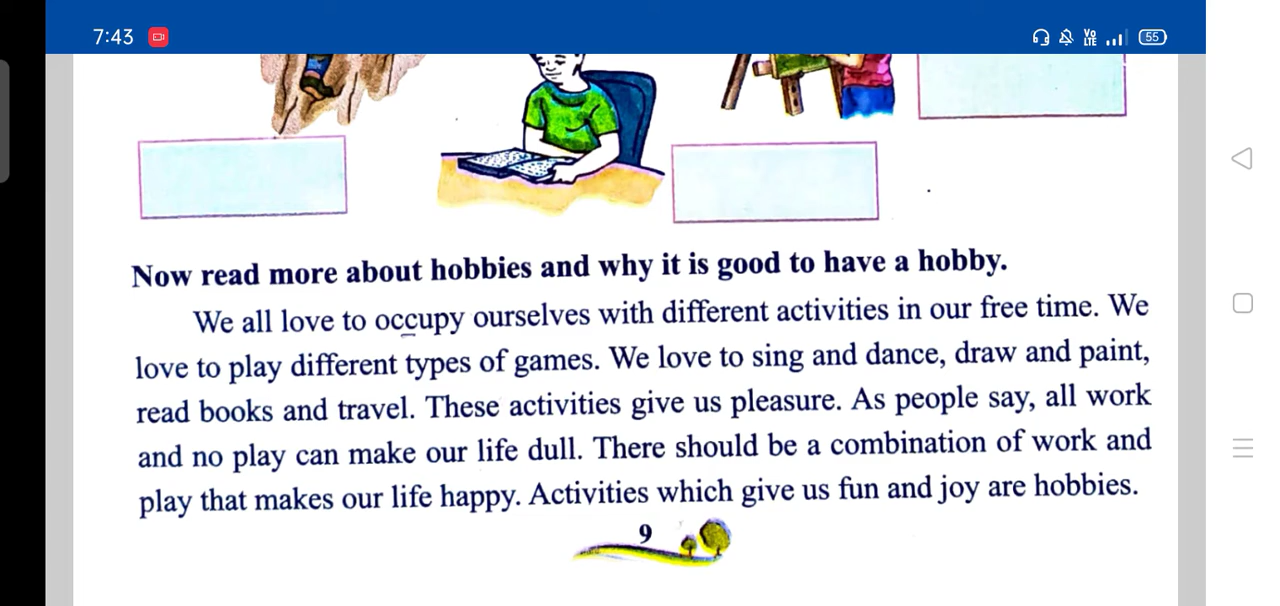 7:43
Vo
LTE
55
Now read more about hobbies and why it is good to have a hobby.
We all love to occupy ourselves with different activities in our free time. We
love to play different types of games. We love to sing and dance, draw and paint,
read books and travel. These activities give us pleasure. As people say, all work
and no play can make our life dull. There should be a combination of work and
play that makes our life happy. Activities which give us fun and joy are hobbies.
9